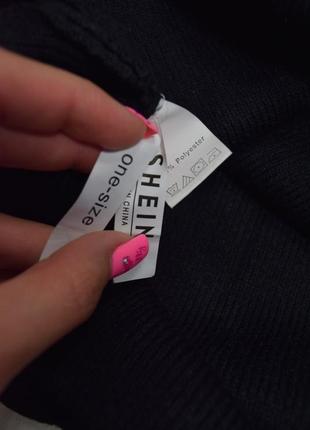 SHEIN
N CHINA
one-size
% Polyester